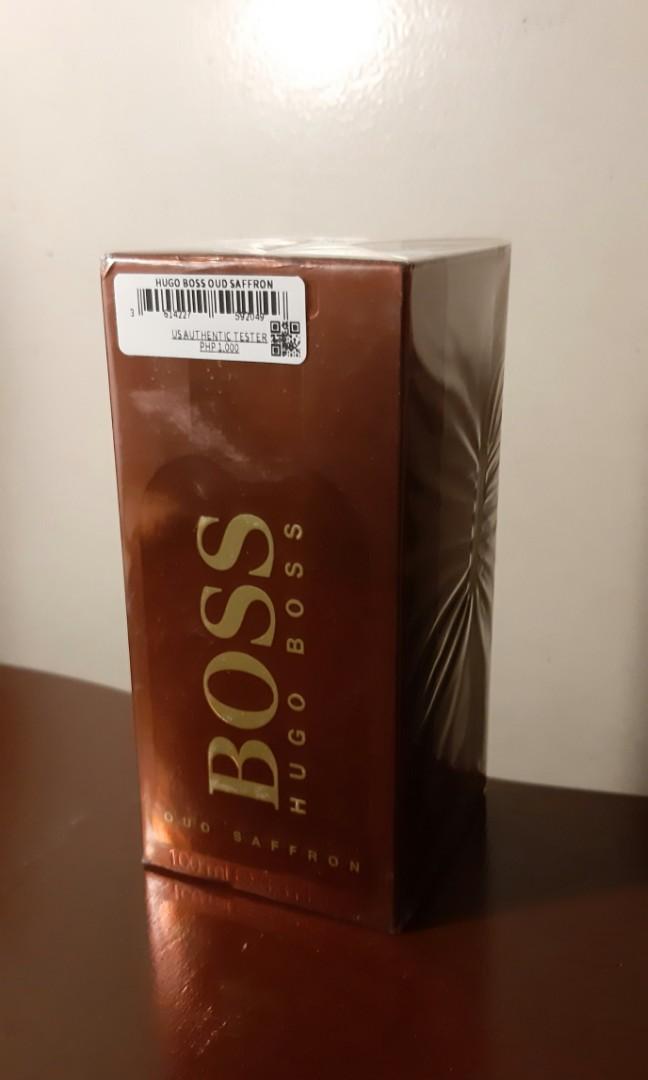 HUGO BOSS OUD SAFFRON
3 614227 592049
US AUTHENTIC TESTER
PHP 1,000
BOSS
HUGO BOSS
OUD SAFFRON
100 ml